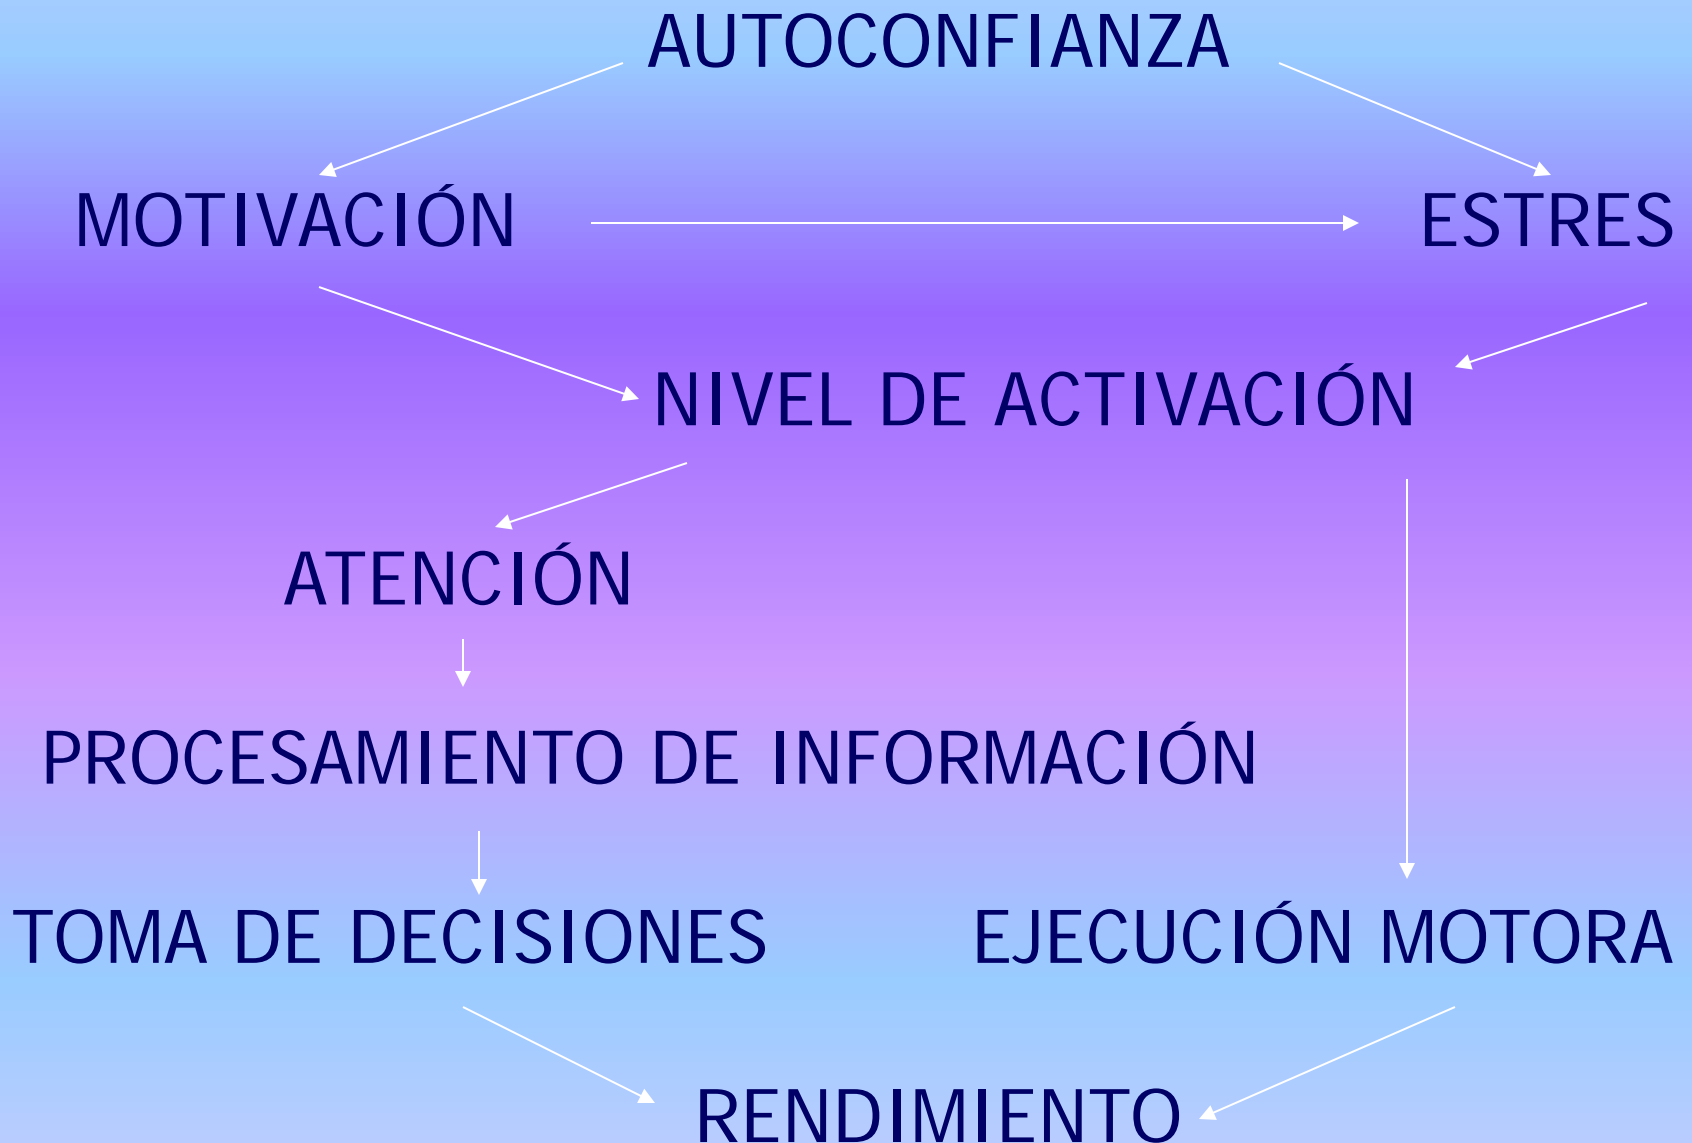 AUTOCONFIANZA
MOTIVACIÓN
ESTRES
NIVEL DE ACTIVACIÓN
ATENCIÓN
PROCESAMIENTO DE INFORMACIÓN
TOMA DE DECISIONES
EJECUCIÓN MOTORA
RENDIMIENTO